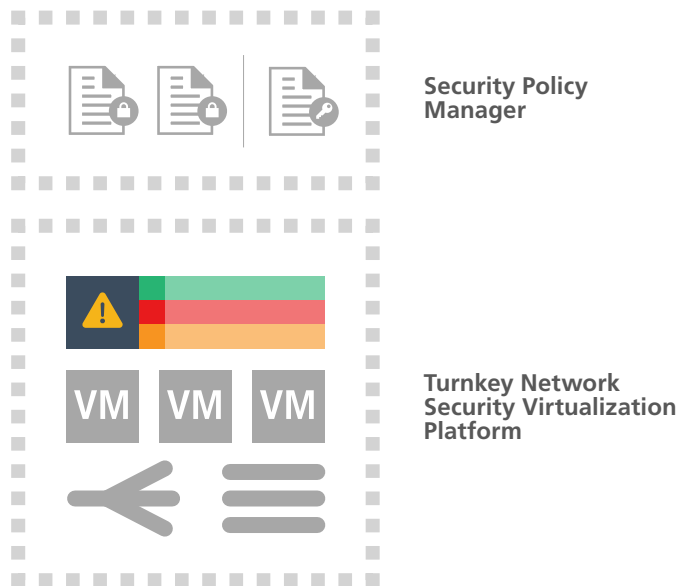 Security Policy
Manager
VM VM VM
Turnkey Network
Security Virtualization
Platform